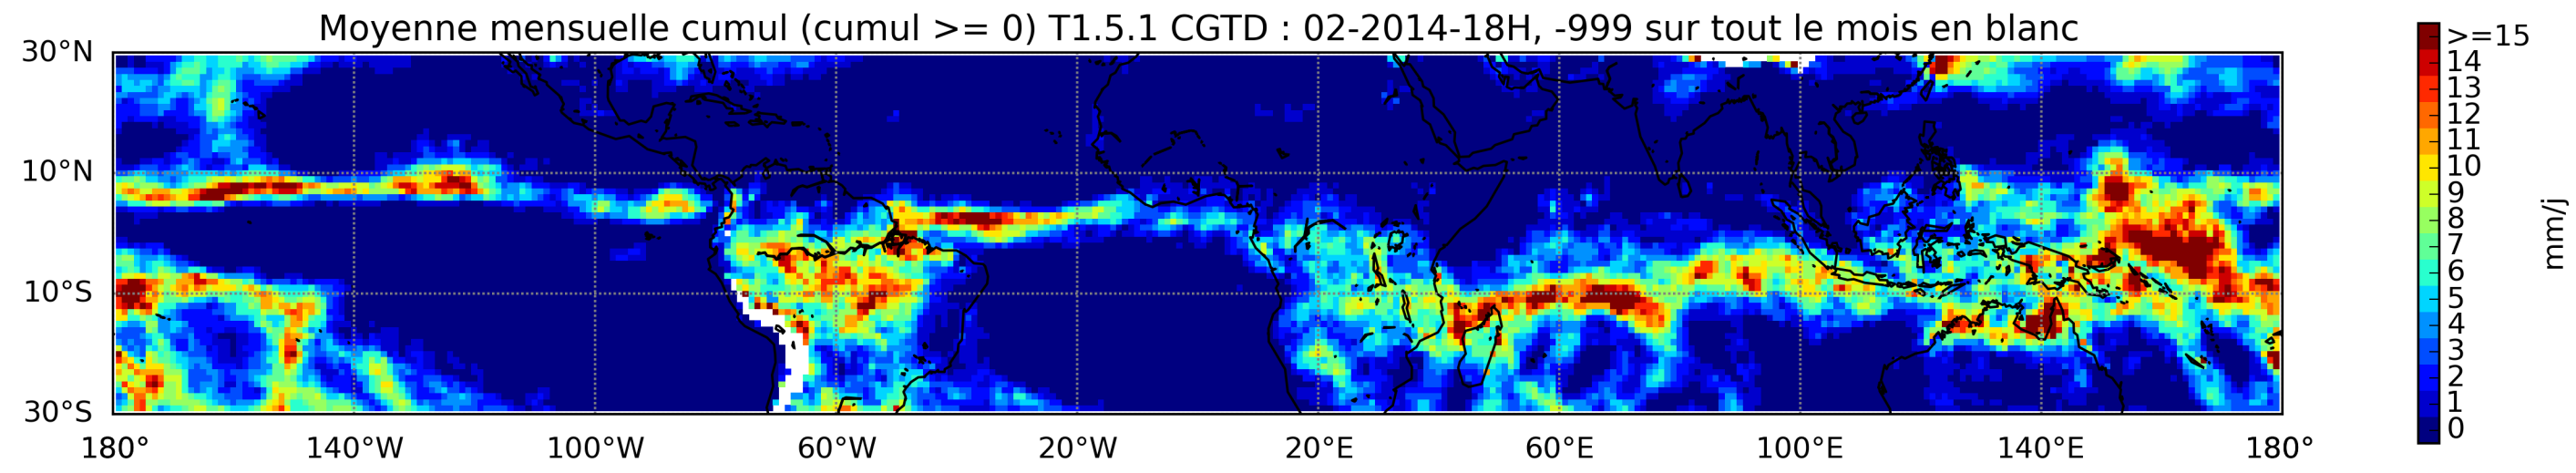 Moyenne mensuelle cumul (cumul >= 0) T1.5.1 CGTD : 02-2014-18H, -999 sur tout le mois en blanc
30°N
10°N
10°S
30°S
180° 140°W 100°W 60°W 20°W 20°E 60°E 100°E 140°E 180°
>=15
14
13
12
11
10
9
8
7
6
5
4
3
2
1
0
mm/j